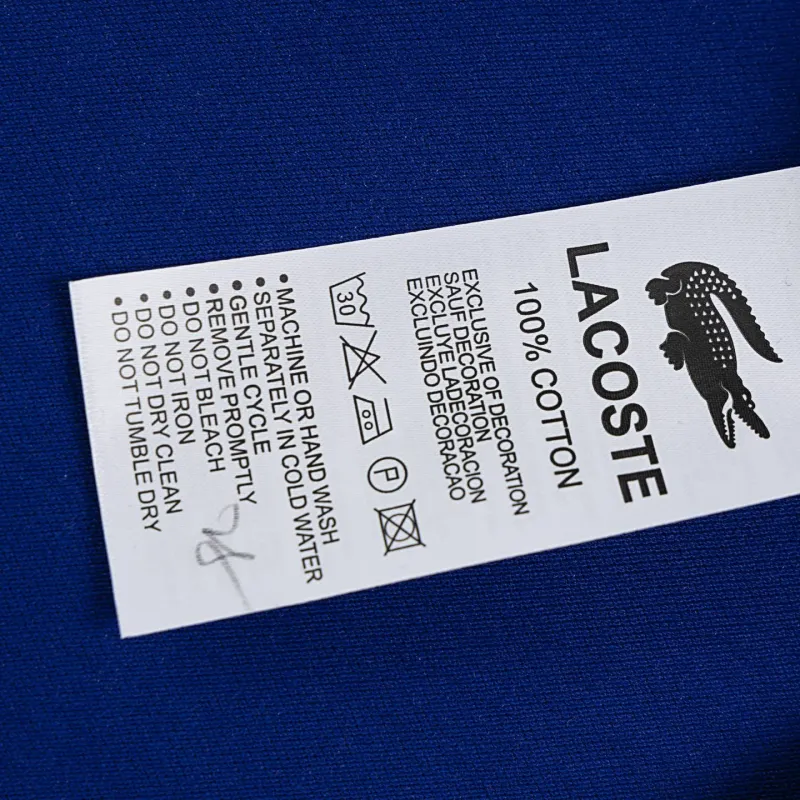 LACOSTE
100% COTTON
EXCLUSIVE OF DECORATION
SAUF DECORATION
EXCLUYE LADECORACION
EXCLUINDO DECORACAO
30
P
• MACHINE OR HAND WASH
• SEPARATELY IN COLD WATER
• GENTLE CYCLE
• REMOVE PROMPTLY
• DO NOT BLEACH
• DO NOT IRON
• DO NOT DRY CLEAN
• DO NOT TUMBLE DRY